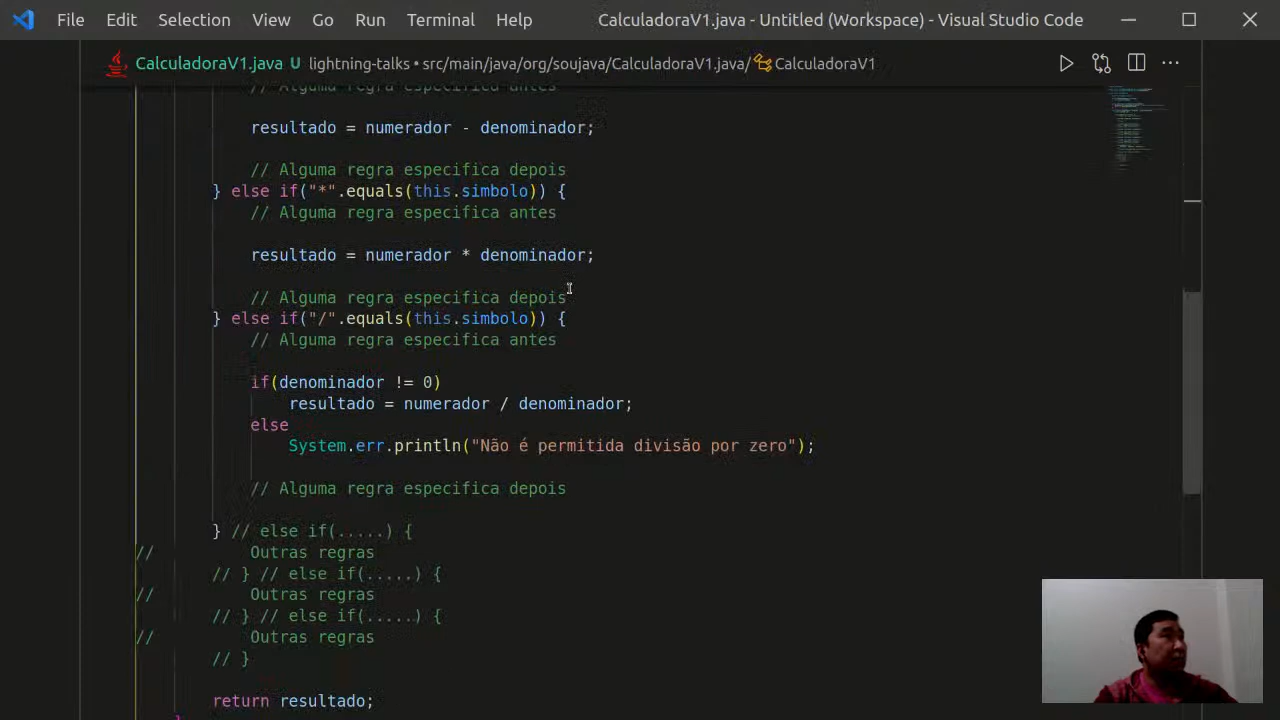 File Edit Selection View Go Run Terminal Help CalculadoraV1.java - Untitled (Workspace) - Visual Studio Code
CalculadoraV1.java U lightning-talks • src/main/java/org/soujava/CalculadoraV1.java/ CalculadoraV1
// Alguma regra especifica antes
resultado = numerador - denominador;
// Alguma regra especifica depois
} else if("*".equals(this.simbolo)) {
// Alguma regra especifica antes
resultado = numerador * denominador;
// Alguma regra especifica depois
} else if("/".equals(this.simbolo)) {
// Alguma regra especifica antes
if(denominador != 0)
resultado = numerador / denominador;
else
System.err.println("Não é permitida divisão por zero");
// Alguma regra especifica depois
} // else if(.....) {
// Outras regras
// } // else if(.....) {
// Outras regras
// } // else if(.....) {
// Outras regras
// }
return resultado;